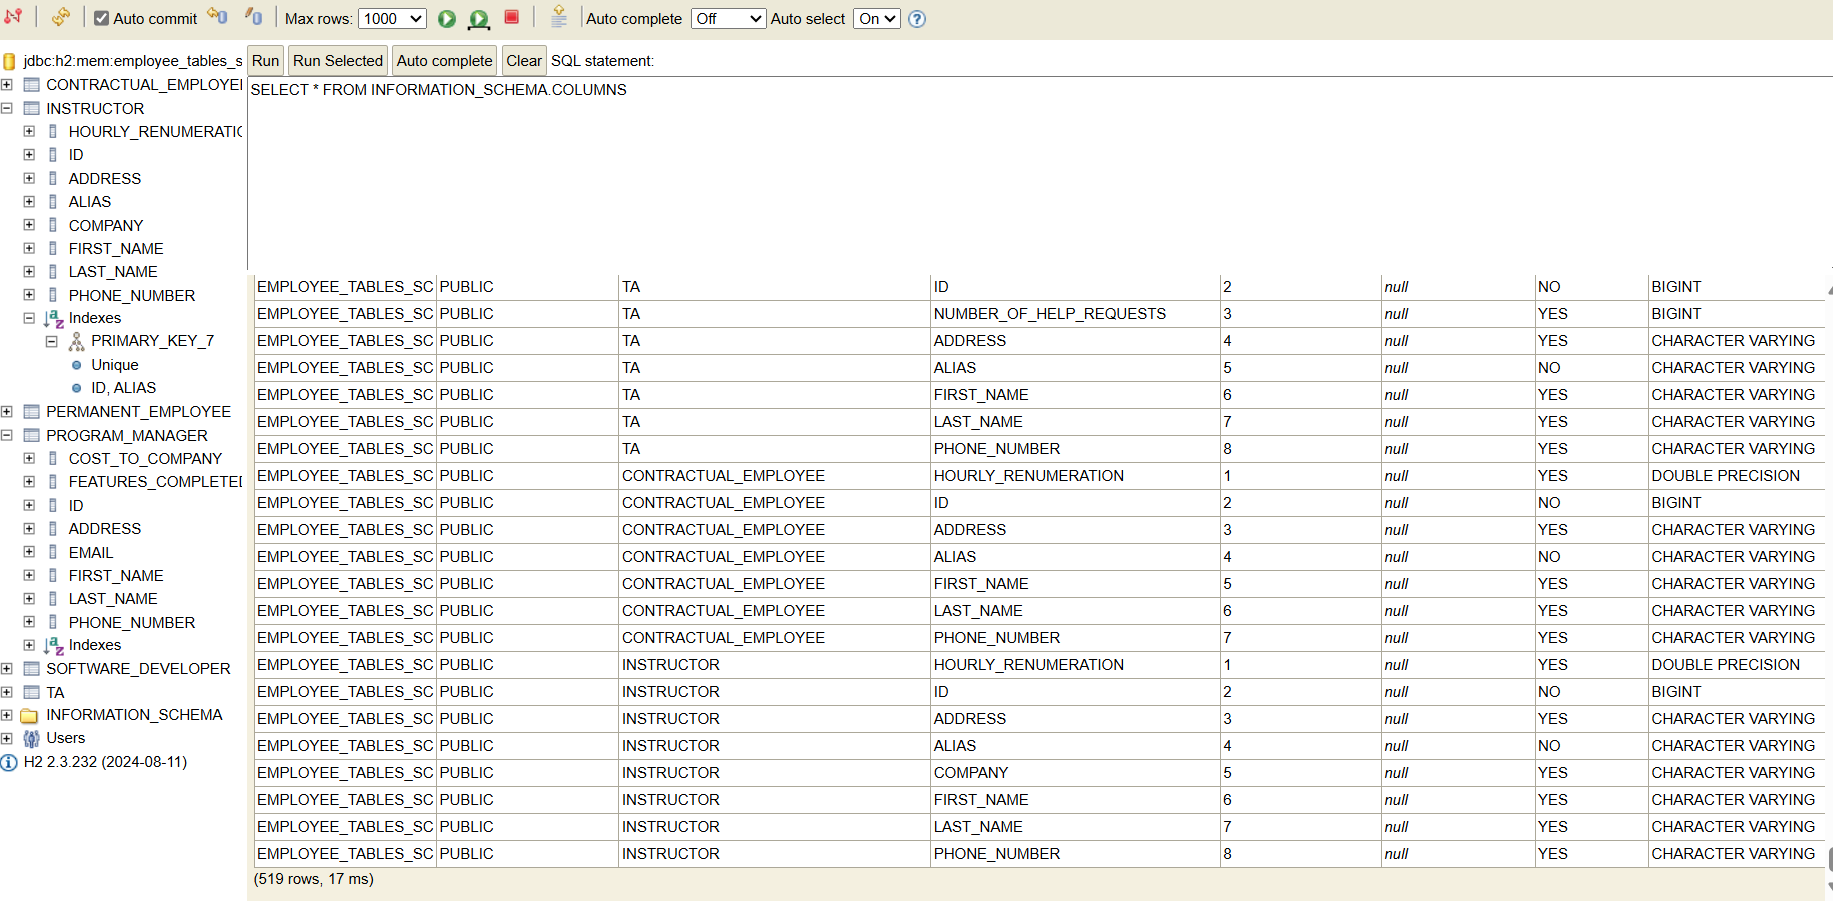 Auto commit Max rows: 1000 Auto complete Off Auto select On
jdbc:h2:mem:employee_tables_s
CONTRACTUAL_EMPLOYE
INSTRUCTOR
HOURLY_RENUMERATIO
ID
ADDRESS
ALIAS
COMPANY
FIRST_NAME
LAST_NAME
PHONE_NUMBER
Indexes
PRIMARY_KEY_7
Unique
ID, ALIAS
PERMANENT_EMPLOYEE
PROGRAM_MANAGER
COST_TO_COMPANY
FEATURES_COMPLETED
ID
ADDRESS
EMAIL
FIRST_NAME
LAST_NAME
PHONE_NUMBER
Indexes
SOFTWARE_DEVELOPER
TA
INFORMATION_SCHEMA
Users
H2 2.3.232 (2024-08-11)
Run Run Selected Auto complete Clear SQL statement:
SELECT * FROM INFORMATION_SCHEMA.COLUMNS
EMPLOYEE_TABLES_SC PUBLIC TA ID 2 null NO BIGINT
EMPLOYEE_TABLES_SC PUBLIC TA NUMBER_OF_HELP_REQUESTS 3 null YES BIGINT
EMPLOYEE_TABLES_SC PUBLIC TA ADDRESS 4 null YES CHARACTER VARYING
EMPLOYEE_TABLES_SC PUBLIC TA ALIAS 5 null NO CHARACTER VARYING
EMPLOYEE_TABLES_SC PUBLIC TA FIRST_NAME 6 null YES CHARACTER VARYING
EMPLOYEE_TABLES_SC PUBLIC TA LAST_NAME 7 null YES CHARACTER VARYING
EMPLOYEE_TABLES_SC PUBLIC TA PHONE_NUMBER 8 null YES CHARACTER VARYING
EMPLOYEE_TABLES_SC PUBLIC CONTRACTUAL_EMPLOYEE HOURLY_RENUMERATION 1 null YES DOUBLE PRECISION
EMPLOYEE_TABLES_SC PUBLIC CONTRACTUAL_EMPLOYEE ID 2 null NO BIGINT
EMPLOYEE_TABLES_SC PUBLIC CONTRACTUAL_EMPLOYEE ADDRESS 3 null YES CHARACTER VARYING
EMPLOYEE_TABLES_SC PUBLIC CONTRACTUAL_EMPLOYEE ALIAS 4 null NO CHARACTER VARYING
EMPLOYEE_TABLES_SC PUBLIC CONTRACTUAL_EMPLOYEE FIRST_NAME 5 null YES CHARACTER VARYING
EMPLOYEE_TABLES_SC PUBLIC CONTRACTUAL_EMPLOYEE LAST_NAME 6 null YES CHARACTER VARYING
EMPLOYEE_TABLES_SC PUBLIC CONTRACTUAL_EMPLOYEE PHONE_NUMBER 7 null YES CHARACTER VARYING
EMPLOYEE_TABLES_SC PUBLIC INSTRUCTOR HOURLY_RENUMERATION 1 null YES DOUBLE PRECISION
EMPLOYEE_TABLES_SC PUBLIC INSTRUCTOR ID 2 null NO BIGINT
EMPLOYEE_TABLES_SC PUBLIC INSTRUCTOR ADDRESS 3 null YES CHARACTER VARYING
EMPLOYEE_TABLES_SC PUBLIC INSTRUCTOR ALIAS 4 null NO CHARACTER VARYING
EMPLOYEE_TABLES_SC PUBLIC INSTRUCTOR COMPANY 5 null YES CHARACTER VARYING
EMPLOYEE_TABLES_SC PUBLIC INSTRUCTOR FIRST_NAME 6 null YES CHARACTER VARYING
EMPLOYEE_TABLES_SC PUBLIC INSTRUCTOR LAST_NAME 7 null YES CHARACTER VARYING
EMPLOYEE_TABLES_SC PUBLIC INSTRUCTOR PHONE_NUMBER 8 null YES CHARACTER VARYING
(519 rows, 17 ms)